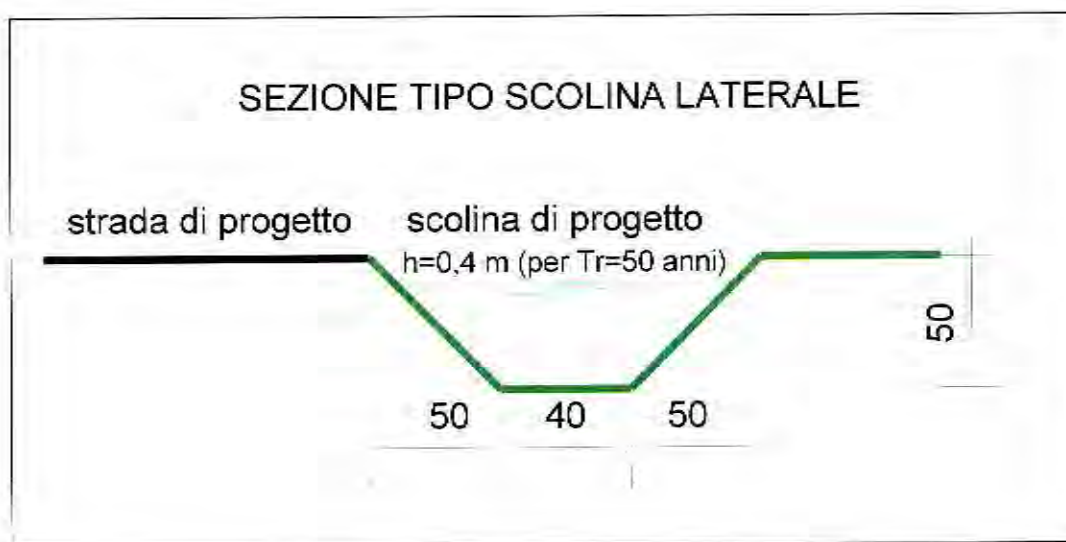 SEZIONE TIPO SCOLINA LATERALE
strada di progetto
scolina di progetto
h=0,4 m (per Tr=50 anni)
50
40
50
50